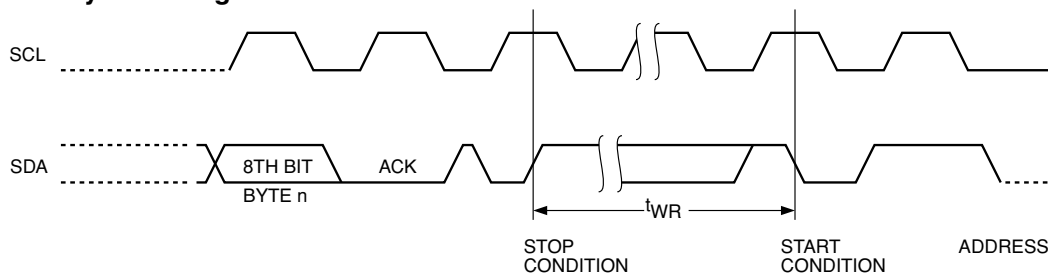 SCL
SDA
8TH BIT
ACK
BYTE n
tWR
STOP
CONDITION
START
CONDITION
ADDRESS